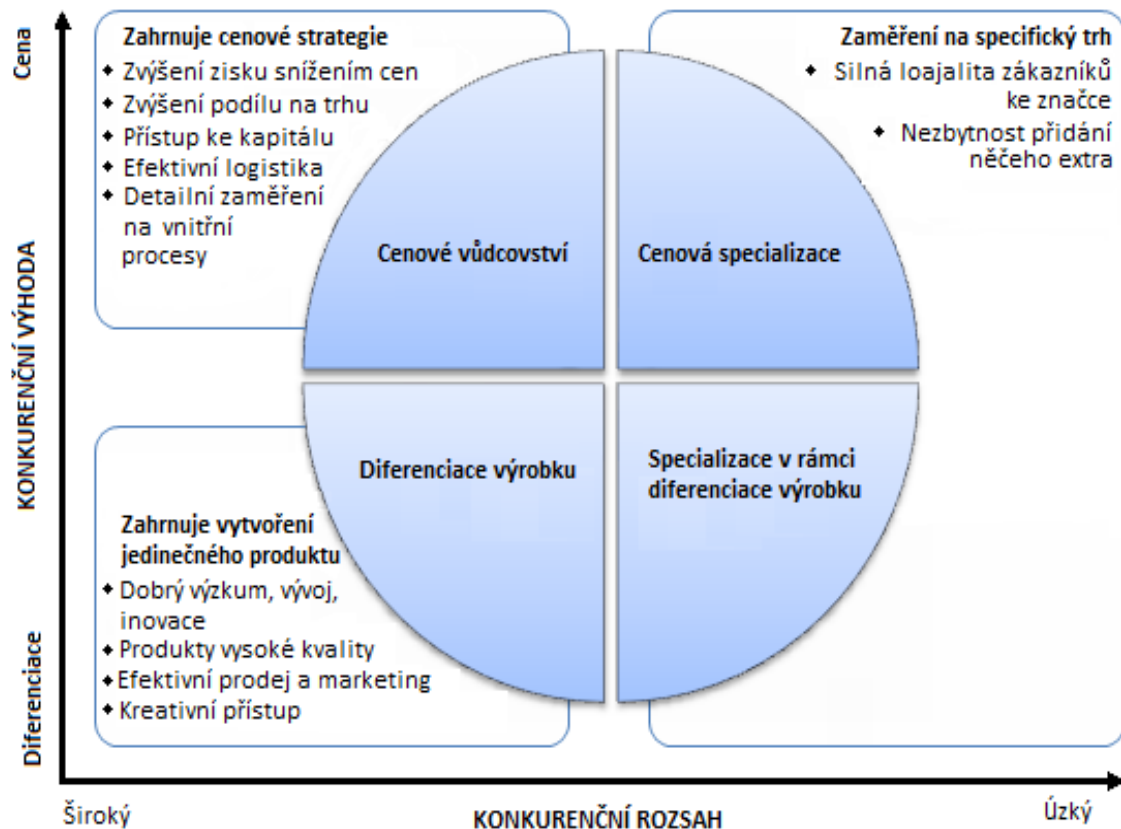 Cena
KONKURENČNÍ VÝHODA
Diferenciace
Zahrnuje cenové strategie
Zvýšení zisku snížením cen
Zvýšení podílu na trhu
Přístup ke kapitálu
Efektivní logistika
Detailní zaměření
na vnitřní
procesy
Zaměření na specifický trh
Silná loajalita zákazníků
ke značce
Nezbytnost přidání
něčeho extra
Cenové vůdcovství
Cenová specializace
Diferenciace výrobku
Specializace v rámci
diferenciace výrobku
Zahrnuje vytvoření
jedinečného produktu
Dobrý výzkum, vývoj,
inovace
Produkty vysoké kvality
Efektivní prodej a marketing
Kreativní přístup
Široký
KONKURENČNÍ ROZSAH
Úzký